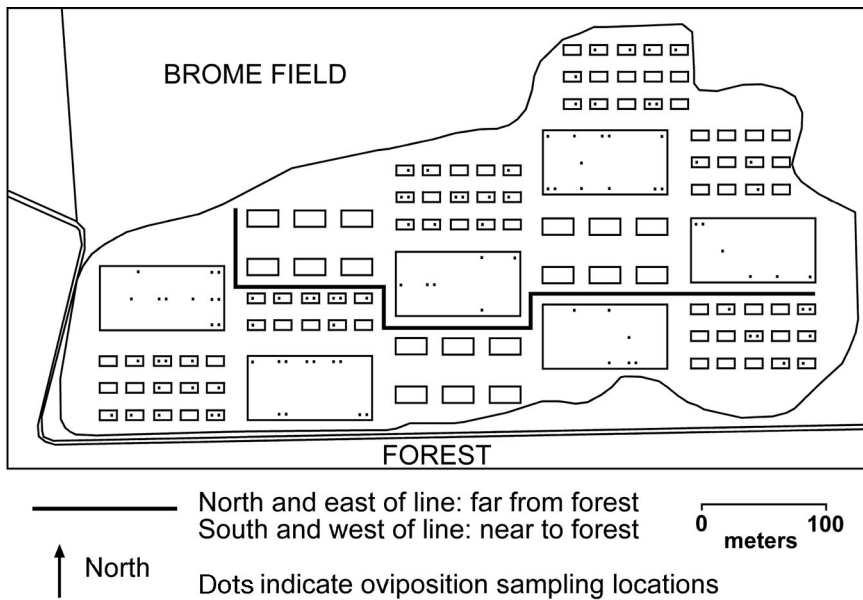 BROME FIELD
FOREST
North and east of line: far from forest
South and west of line: near to forest
0 100
meters
North
Dots indicate oviposition sampling locations